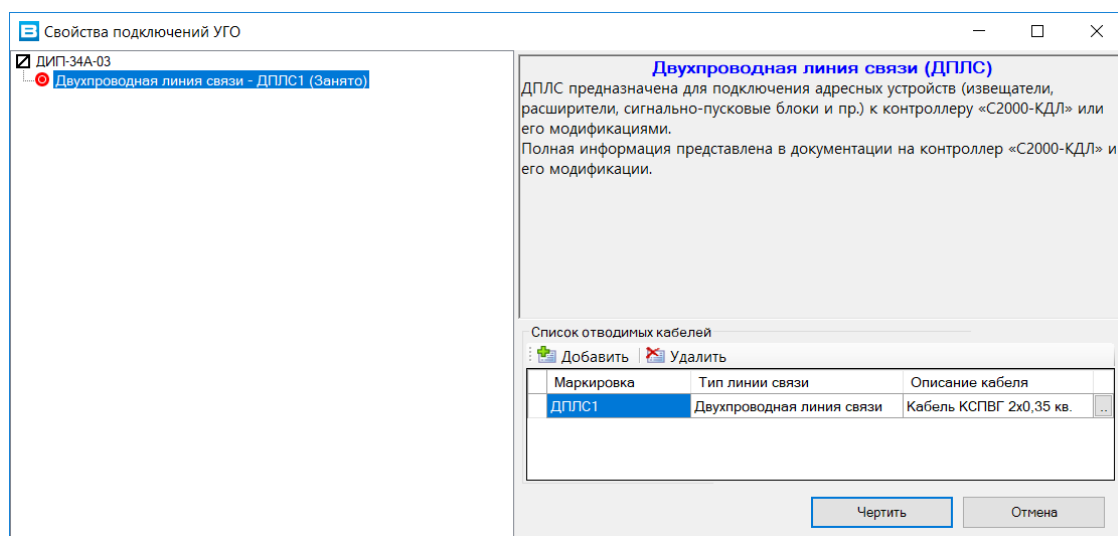 Свойства подключений УГО
ДИП-34А-03
Двухпроводная линия связи - ДПЛС1 (Занято)
Двухпроводная линия связи (ДПЛС)
ДПЛС предназначена для подключения адресных устройств (извещатели,
расширители, сигнально-пусковые блоки и пр.) к контроллеру «С2000-КДЛ» или
его модификациями.
Полная информация представлена в документации на контроллер «С2000-КДЛ» и
его модификации.
Список отводимых кабелей
Добавить Удалить
Маркировка Тип линии связи Описание кабеля
ДПЛС1 Двухпроводная линия связи Кабель КСПВГ 2х0,35 кв. ..
Чертить Отмена